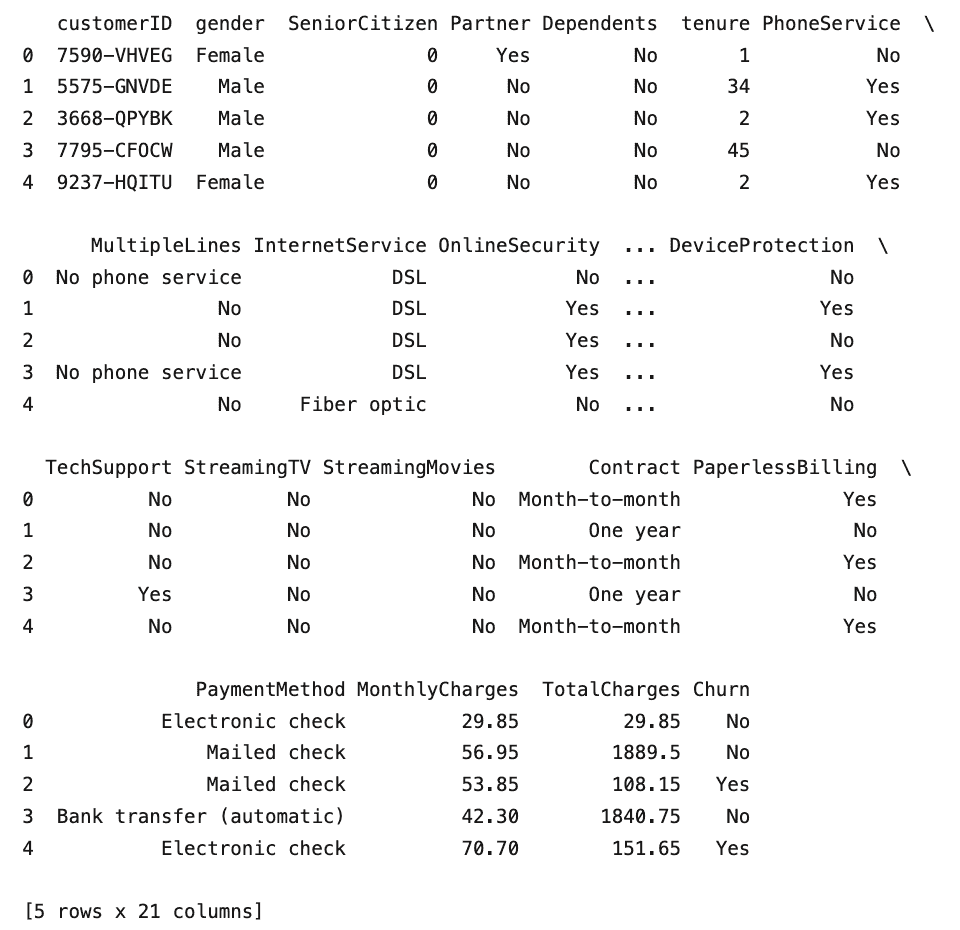 customerID gender SeniorCitizen Partner Dependents tenure PhoneService \
0 7590-VHVEG Female 0 Yes No 1 No
1 5575-GNVDE Male 0 No No 34 Yes
2 3668-QPYBK Male 0 No No 2 Yes
3 7795-CFOCW Male 0 No No 45 No
4 9237-HQITU Female 0 No No 2 Yes
MultipleLines InternetService OnlineSecurity ... DeviceProtection \
0 No phone service DSL No ... No
1 No DSL Yes ... Yes
2 No DSL Yes ... No
3 No phone service DSL Yes ... Yes
4 No Fiber optic No ... No
TechSupport StreamingTV StreamingMovies Contract PaperlessBilling \
0 No No No Month-to-month Yes
1 No No No One year No
2 No No No Month-to-month Yes
3 Yes No No One year No
4 No No No Month-to-month Yes
PaymentMethod MonthlyCharges TotalCharges Churn
0 Electronic check 29.85 29.85 No
1 Mailed check 56.95 1889.5 No
2 Mailed check 53.85 108.15 Yes
3 Bank transfer (automatic) 42.30 1840.75 No
4 Electronic check 70.70 151.65 Yes
[5 rows x 21 columns]